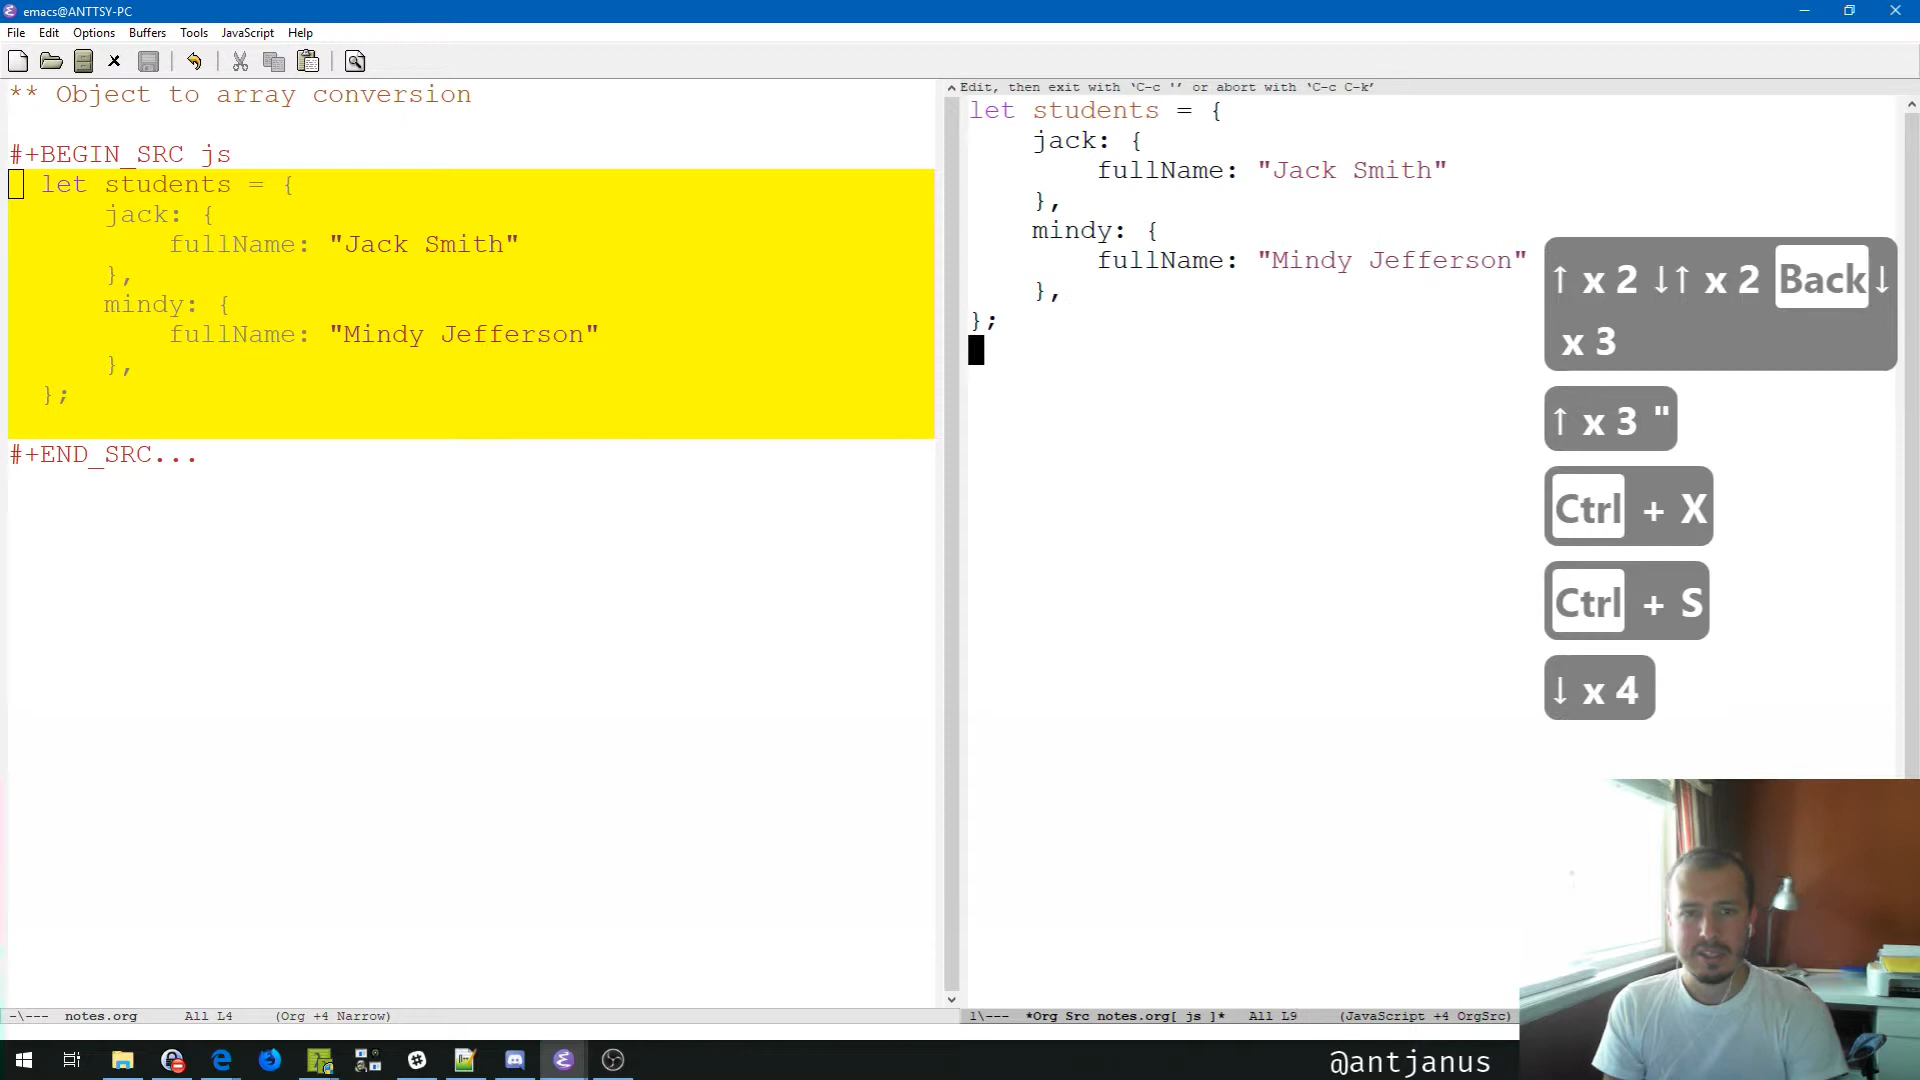 emacs@ANTTSY-PC
File Edit Options Buffers Tools JavaScript Help
** Object to array conversion
#+BEGIN_SRC js
let students = {
jack: {
fullName: "Jack Smith"
},
mindy: {
fullName: "Mindy Jefferson"
},
};
#+END_SRC...
-\--- notes.org All L4 (Org +4 Narrow)
Edit, then exit with ‘C-c '’ or abort with ‘C-c C-k’
let students = {
jack: {
fullName: "Jack Smith"
},
mindy: {
fullName: "Mindy Jefferson"
},
};
1\--- *Org Src notes.org[ js ]* All L9 (JavaScript +4 OrgSrc)
↑ x 2 ↓↑ x 2 Back ↓
x 3
↑ x 3 "
Ctrl + X
Ctrl + S
↓ x 4
@antjanus